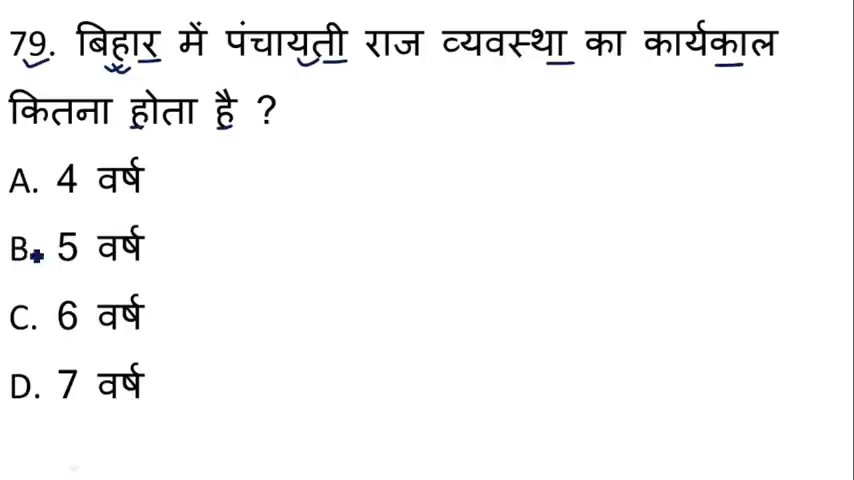 79. बिहार में पंचायती राज व्यवस्था का कार्यकाल
कितना होता है ?
A. 4 वर्ष
B. 5 वर्ष
C. 6 वर्ष
D. 7 वर्ष